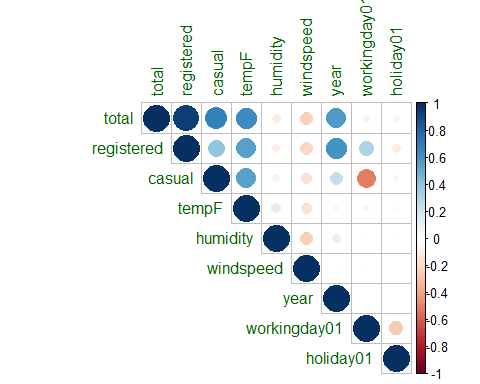 total
registered
casual
tempF
humidity
windspeed
year
workingday01
holiday01
total
registered
casual
tempF
humidity
windspeed
year
workingday01
holiday01
1
0.8
0.6
0.4
0.2
0
-0.2
-0.4
-0.6
-0.8
-1